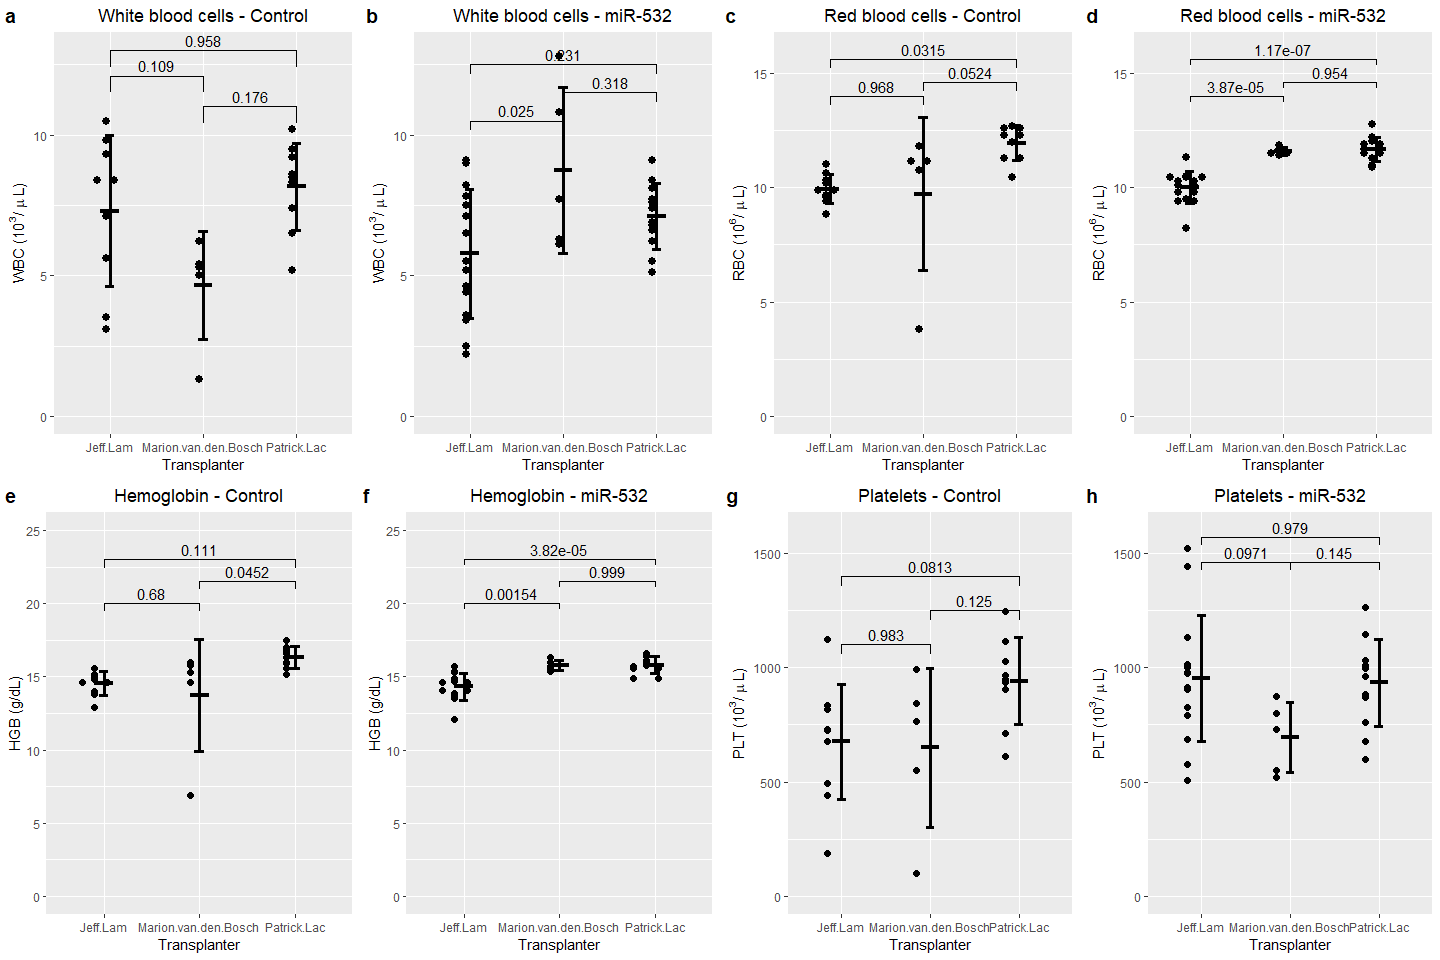 a White blood cells - Control
0.958
0.109
0.176
10
5
0
WBC (10³/ μ L)
Jeff.Lam Marion.van.den.Bosch Patrick.Lac
Transplanter
b White blood cells - miR-532
0.231
0.318
0.025
10
5
0
WBC (10³/ μ L)
Jeff.Lam Marion.van.den.Bosch Patrick.Lac
Transplanter
c Red blood cells - Control
0.0315
0.0524
0.968
15
10
5
0
RBC (10⁶/ μ L)
Jeff.Lam Marion.van.den.Bosch Patrick.Lac
Transplanter
d Red blood cells - miR-532
1.17e-07
0.954
3.87e-05
15
10
5
0
RBC (10⁶/ μ L)
Jeff.Lam Marion.van.den.Bosch Patrick.Lac
Transplanter
e Hemoglobin - Control
25
0.111
0.0452
0.68
20
15
10
5
0
HGB (g/dL)
Jeff.Lam Marion.van.den.Bosch Patrick.Lac
Transplanter
f Hemoglobin - miR-532
25
3.82e-05
0.999
0.00154
20
15
10
5
0
HGB (g/dL)
Jeff.Lam Marion.van.den.Bosch Patrick.Lac
Transplanter
g Platelets - Control
1500
0.0813
0.125
0.983
1000
500
0
PLT (10³/ μ L)
Jeff.Lam Marion.van.den.Bosch Patrick.Lac
Transplanter
h Platelets - miR-532
0.979
0.0971 0.145
1500
1000
500
0
PLT (10³/ μ L)
Jeff.Lam Marion.van.den.Bosch Patrick.Lac
Transplanter